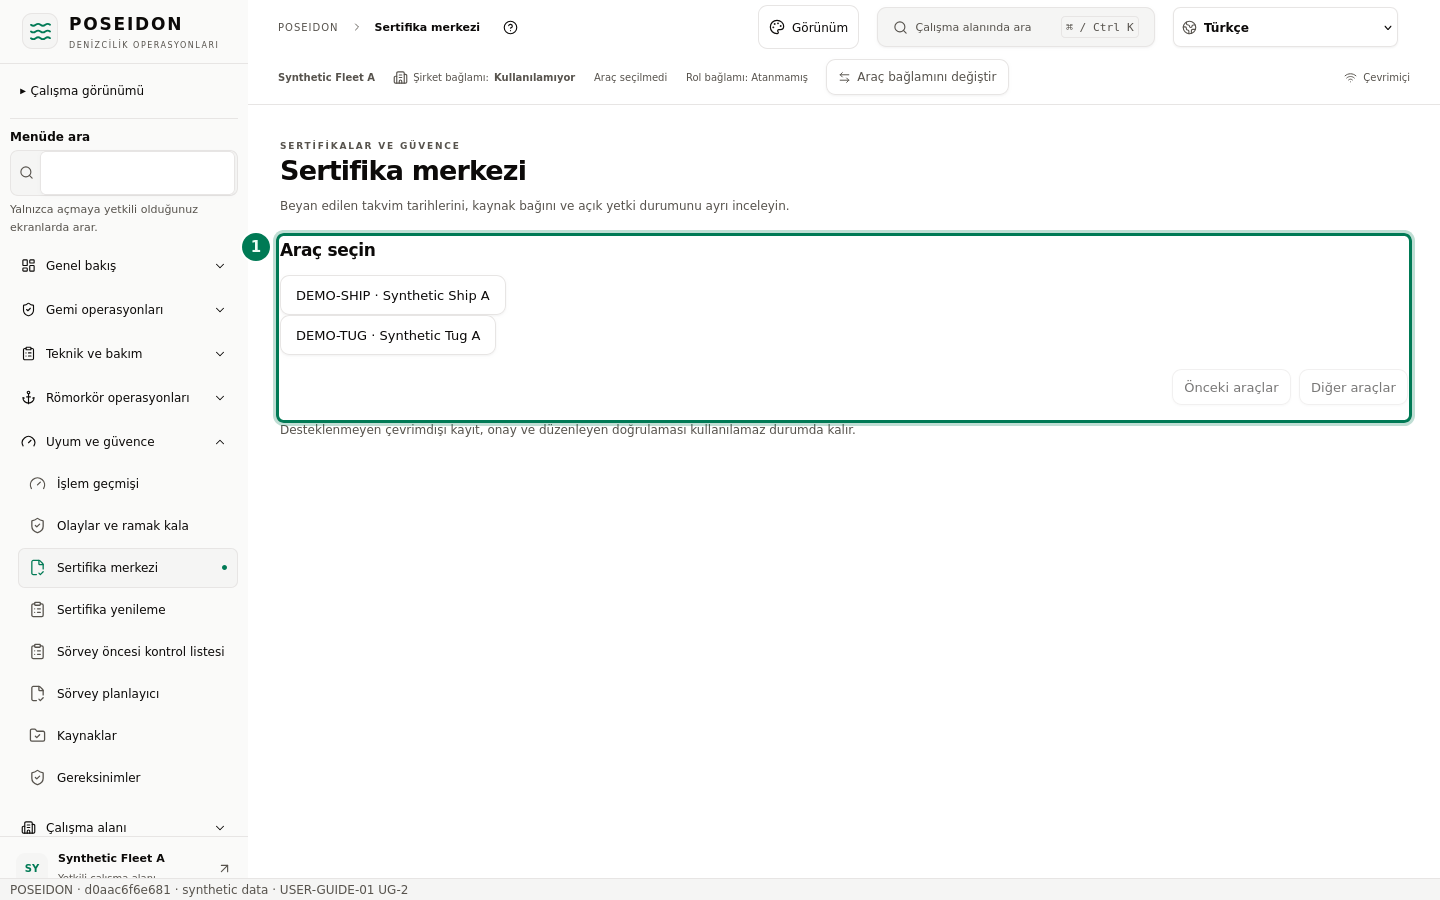 POSEIDON
DENİZCİLİK OPERASYONLARI
POSEIDON
Sertifika merkezi
Görünüm
Çalışma alanında ara
⌘ / Ctrl K
Türkçe
Synthetic Fleet A
Şirket bağlamı: Kullanılamıyor
Araç seçilmedi
Rol bağlamı: Atanmamış
Araç bağlamını değiştir
Çevrimiçi
▸ Çalışma görünümü
Menüde ara
Yalnızca açmaya yetkili olduğunuz
ekranlarda arar.
Genel bakış
Gemi operasyonları
Teknik ve bakım
Römorkör operasyonları
Uyum ve güvence
İşlem geçmişi
Olaylar ve ramak kala
Sertifika merkezi
Sertifika yenileme
Sörvey öncesi kontrol listesi
Sörvey planlayıcı
Kaynaklar
Gereksinimler
Çalışma alanı
SY
Synthetic Fleet A
Yetkili çalışma alanı
SERTİFİKALAR VE GÜVENCE
Sertifika merkezi
Beyan edilen takvim tarihlerini, kaynak bağını ve açık yetki durumunu ayrı inceleyin.
1
Araç seçin
DEMO-SHIP · Synthetic Ship A
DEMO-TUG · Synthetic Tug A
Önceki araçlar
Diğer araçlar
Desteklenmeyen çevrimdışı kayıt, onay ve düzenleyen doğrulaması kullanılamaz durumda kalır.
POSEIDON · d0aac6f6e681 · synthetic data · USER-GUIDE-01 UG-2